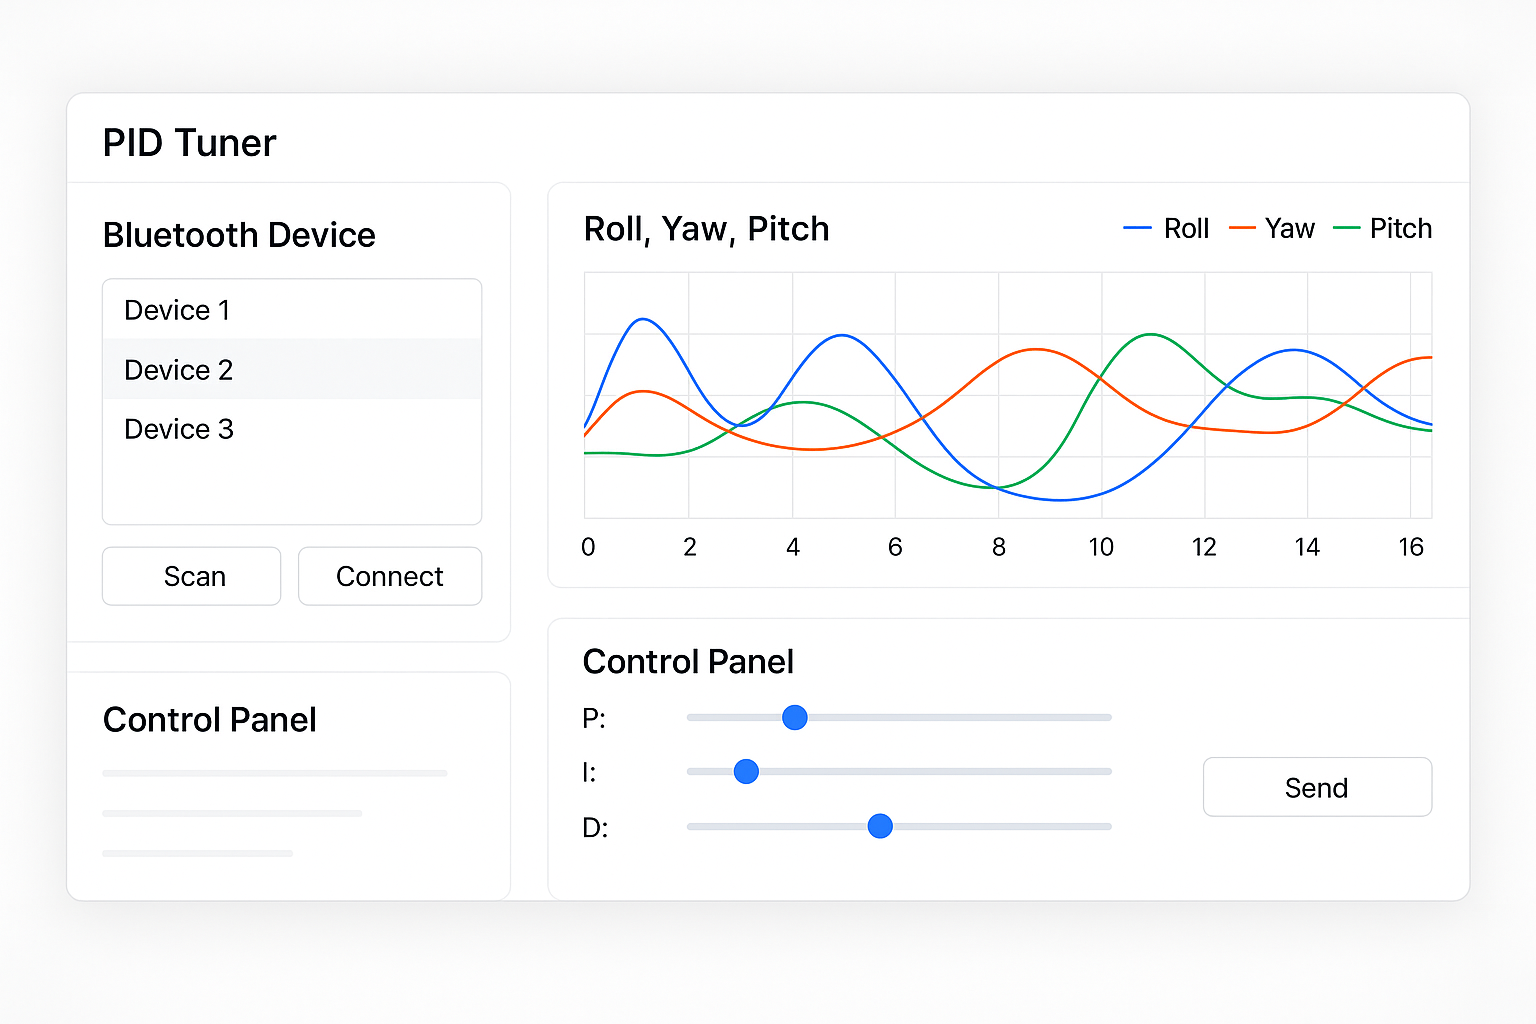 PID Tuner
Bluetooth Device
Device 1
Device 2
Device 3
Scan
Connect
Control Panel
Roll, Yaw, Pitch
Roll
Yaw
Pitch
0 2 4 6 8 10 12 14 16
Control Panel
P:
I:
D:
Send